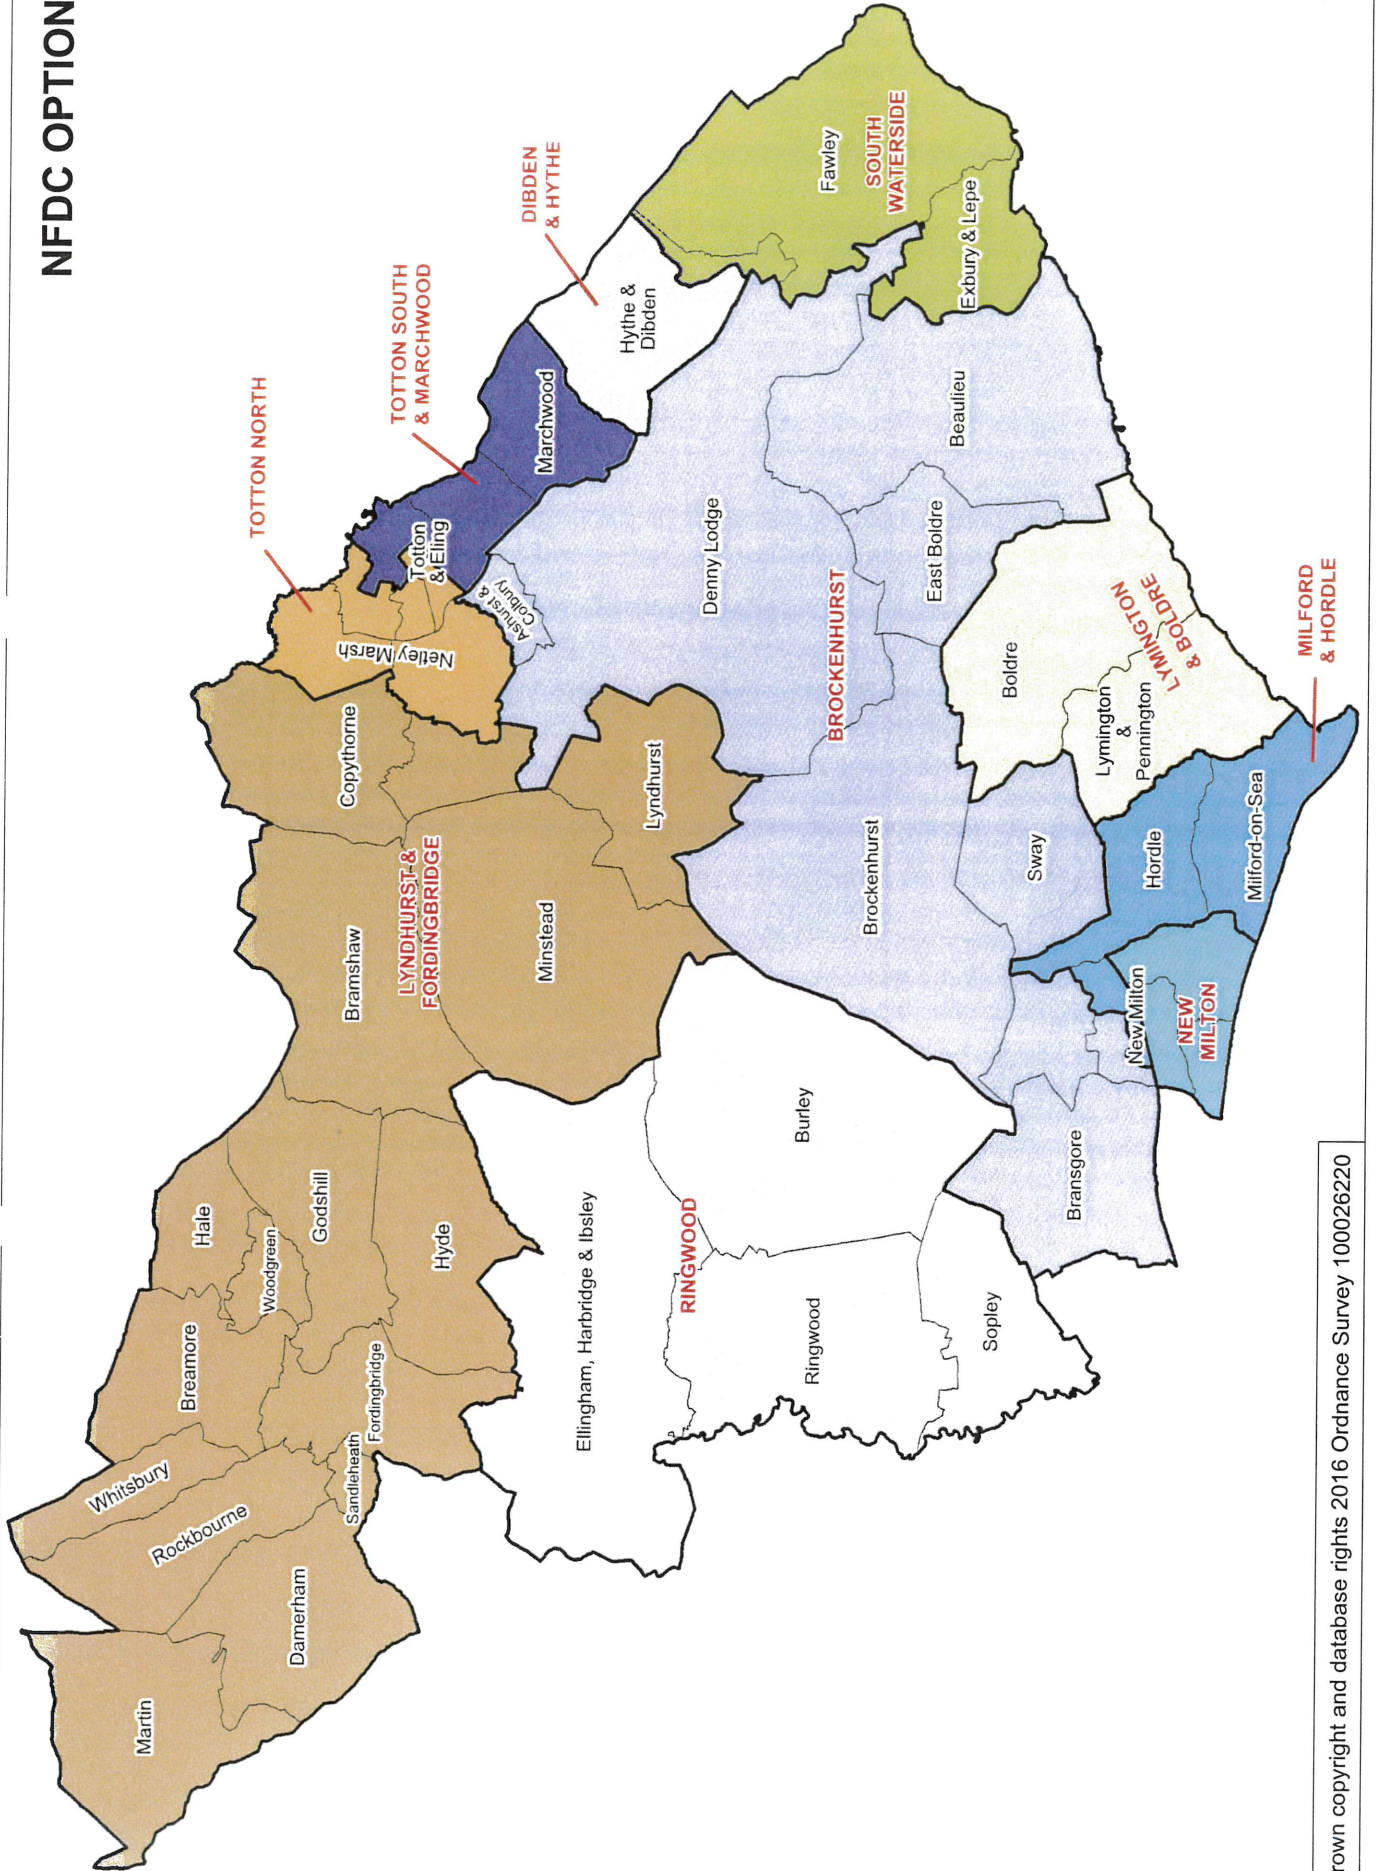 NFDC OPTION
TOTTON NORTH
TOTTON SOUTH
& MARCHWOOD
DIBDEN
& HYTHE
Martin
Damerham
Rockbourne
Whitsbury
Breamore
Sandleheath
Fordingbridge
Woodgreen
Hale
Godshill
Hyde
Bramshaw
LYNDHURST &
FORDINGBRIDGE
Copythorne
Minstead
Lyndhurst
Netley Marsh
Totton
& Eling
Ashurst &
Colbury
Marchwood
Hythe &
Dibden
Fawley
SOUTH
WATERSIDE
Exbury & Lepe
Denny Lodge
Beaulieu
BROCKENHURST
East Boldre
Brockenhurst
Ellingham, Harbridge & Ibsley
RINGWOOD
Burley
Ringwood
Sopley
Bransgore
Sway
Boldre
LYMINGTON
& BOLDRE
Lymington
&
Pennington
Hordle
Milford-on-Sea
New Milton
NEW
MILTON
MILFORD
& HORDLE
rown copyright and database rights 2016 Ordnance Survey 100026220